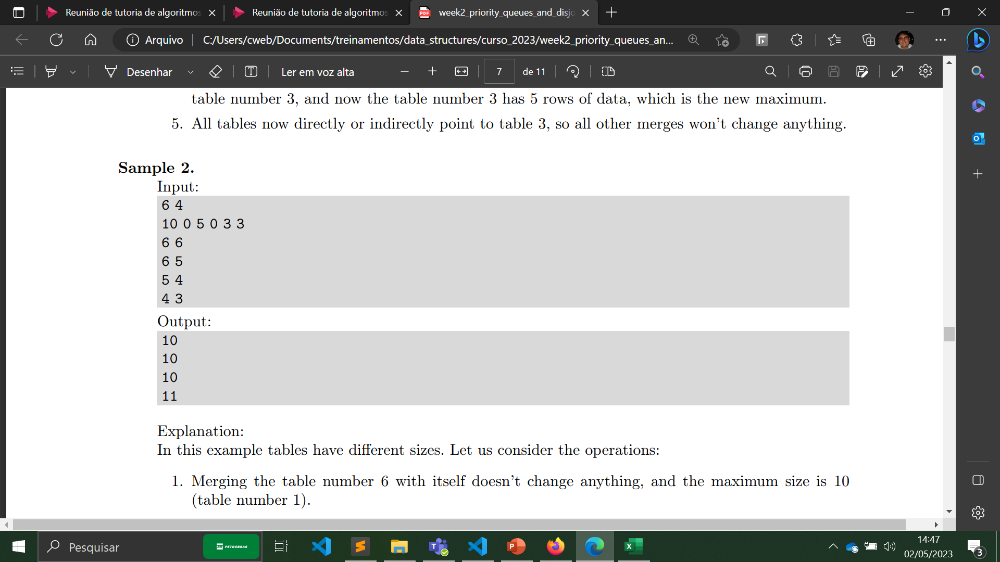 Reunião de tutoria de algoritmos
Reunião de tutoria de algoritmos
week2_priority_queues_and_disjo
Arquivo
C:/Users/cweb/Documents/treinamentos/data_structures/curso_2023/week2_priority_queues_an...
Desenhar
Ler em voz alta
7
de 11
table number 3, and now the table number 3 has 5 rows of data, which is the new maximum.
5. All tables now directly or indirectly point to table 3, so all other merges won't change anything.
Sample 2.
Input:
6 4
10 0 5 0 3 3
6 6
6 5
5 4
4 3
Output:
10
10
10
11
Explanation:
In this example tables have different sizes. Let us consider the operations:
1. Merging the table number 6 with itself doesn't change anything, and the maximum size is 10
(table number 1).
Pesquisar
BR PETROBRAS
14:47
02/05/2023
3